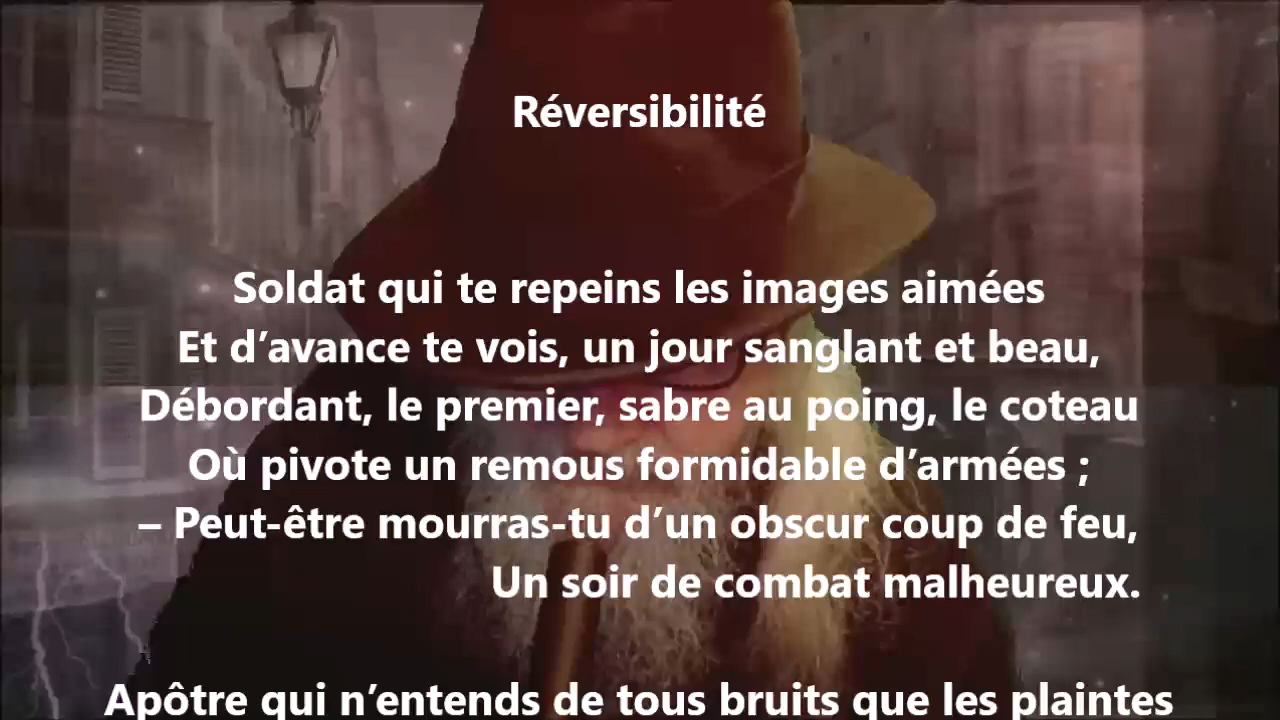 Réversibilité
Soldat qui te repeins les images aimées
Et d’avance te vois, un jour sanglant et beau,
Débordant, le premier, sabre au poing, le coteau
Où pivote un remous formidable d’armées ;
– Peut-être mourras-tu d’un obscur coup de feu,
Un soir de combat malheureux.
Apôtre qui n’entends de tous bruits que les plaintes